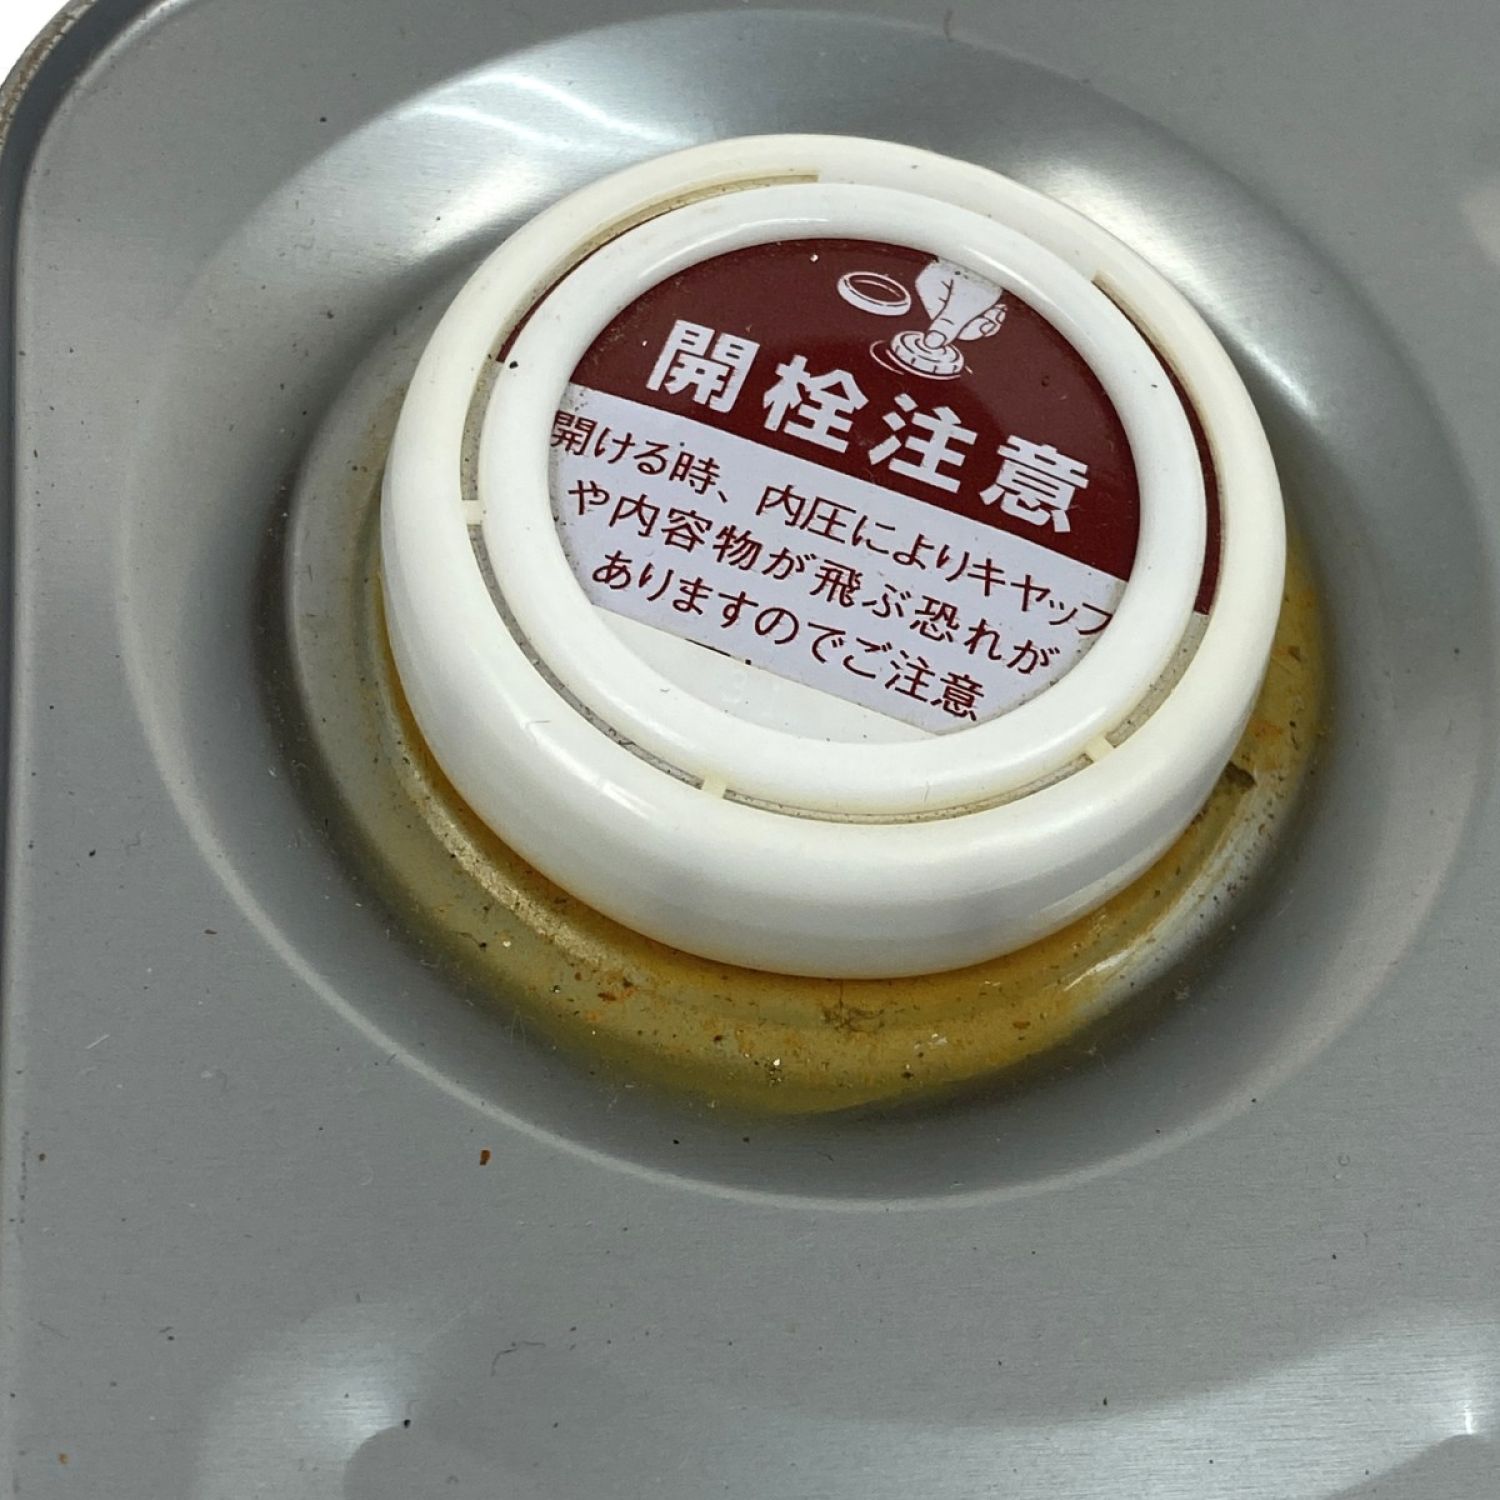 開栓注意
開ける時、内圧によりキャップ
や内容物が飛ぶ恐れが
ありますのでご注意